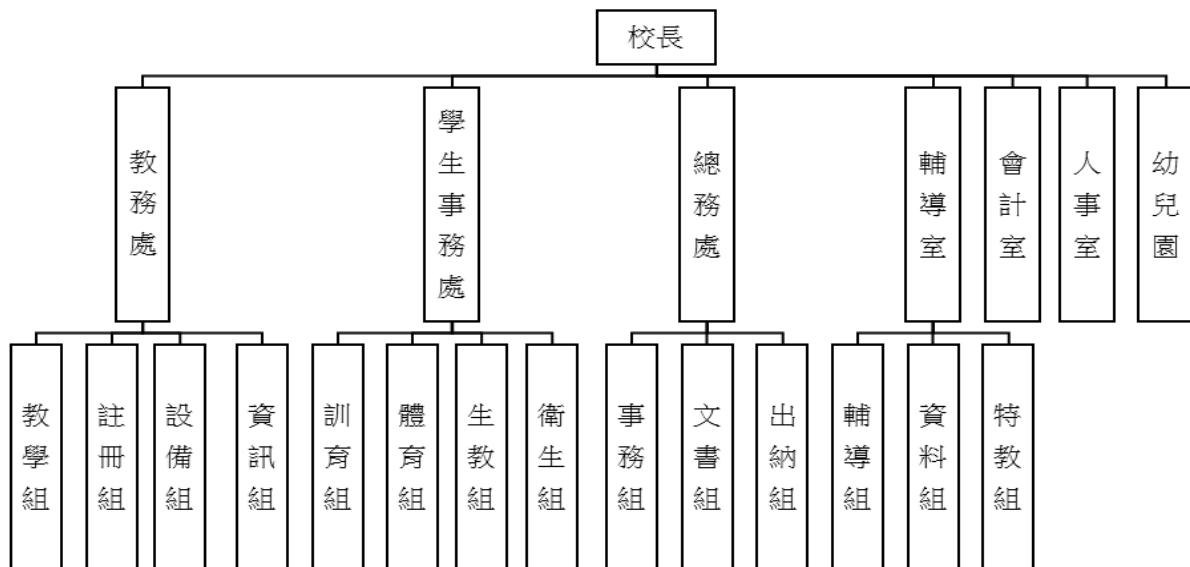 校長
教務處
學生事務處
總務處
輔導室
會計室
人事室
幼兒園
教學組
註冊組
設備組
資訊組
訓育組
體育組
生教組
衛生組
事務組
文書組
出納組
輔導組
資料組
特教組